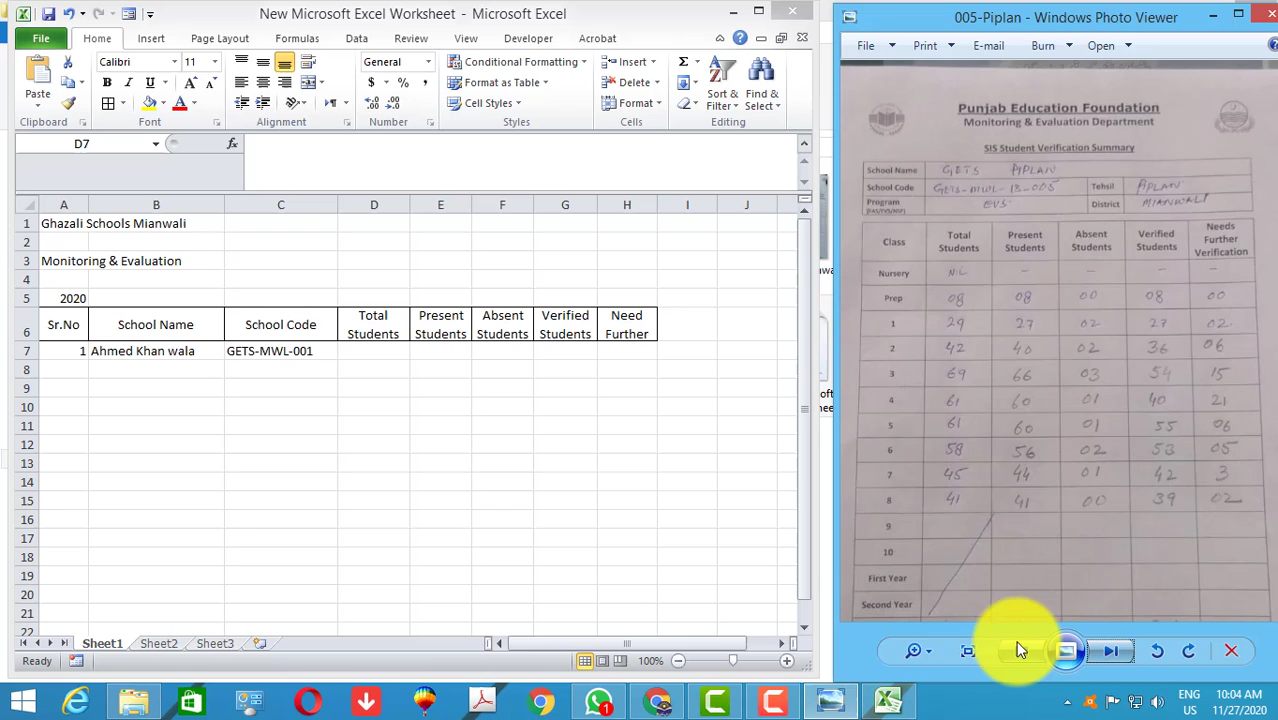 New Microsoft Excel Worksheet - Microsoft Excel
File Home Insert Page Layout Formulas Data Review View Developer Acrobat
Paste
Clipboard
Calibri 11
B I U
Font
Alignment
General
$ % ,
Number
Conditional Formatting
Format as Table
Cell Styles
Styles
Insert
Delete
Format
Cells
Sort & Filter
Find & Select
Editing
D7 fx
A B C D E F G H I J
1 Ghazali Schools Mianwali
2
3 Monitoring & Evaluation
4
5 2020
6 Sr.No School Name School Code Total Students Present Students Absent Students Verified Students Need Further
7 1 Ahmed Khan wala GETS-MWL-001
8
9
10
11
12
13
14
15
16
17
18
19
20
21
22
Sheet1 Sheet2 Sheet3
Ready 100%
005-Piplan - Windows Photo Viewer
File Print E-mail Burn Open
Punjab Education Foundation
Monitoring & Evaluation Department
SIS Student Verification Summary
School Name GETS PIPLAN
School Code GETS-MWL-13-005 Tehsil PIPLAN
Program EVS District MIANWALI
Class Total Students Present Students Absent Students Verified Students Needs Further Verification
Nursery NIL - - - -
Prep 08 08 00 08 00
1 29 27 02 27 02
2 42 40 02 36 06
3 69 66 03 54 15
4 61 60 01 40 21
5 61 60 01 55 06
6 58 56 02 53 05
7 45 44 01 42 3
8 41 41 00 39 02
9
10
First Year
Second Year
ENG
US
10:04 AM
11/27/2020